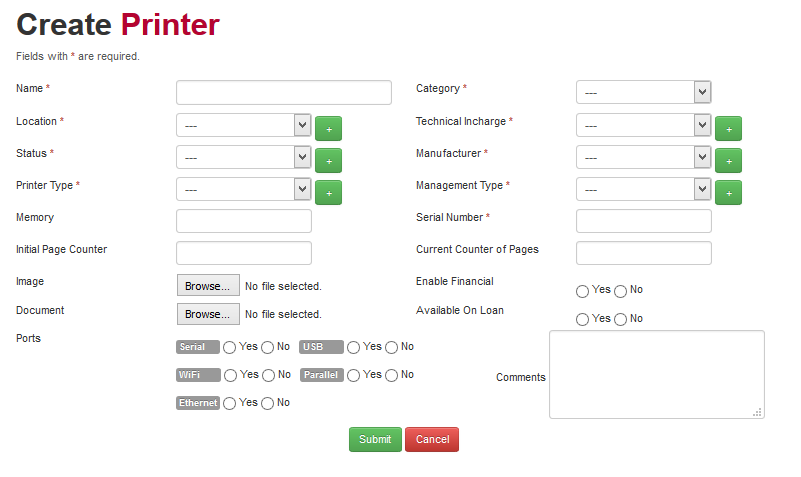 Create Printer
Fields with * are required.
Name * Category * ---
Location * --- + Technical Incharge * --- +
Status * --- + Manufacturer * --- +
Printer Type * --- + Management Type * --- +
Memory Serial Number *
Initial Page Counter Current Counter of Pages
Image Browse... No file selected. Enable Financial Yes No
Document Browse... No file selected. Available On Loan Yes No
Ports Serial Yes No USB Yes No
WiFi Yes No Parallel Yes No Comments
Ethernet Yes No
Submit Cancel